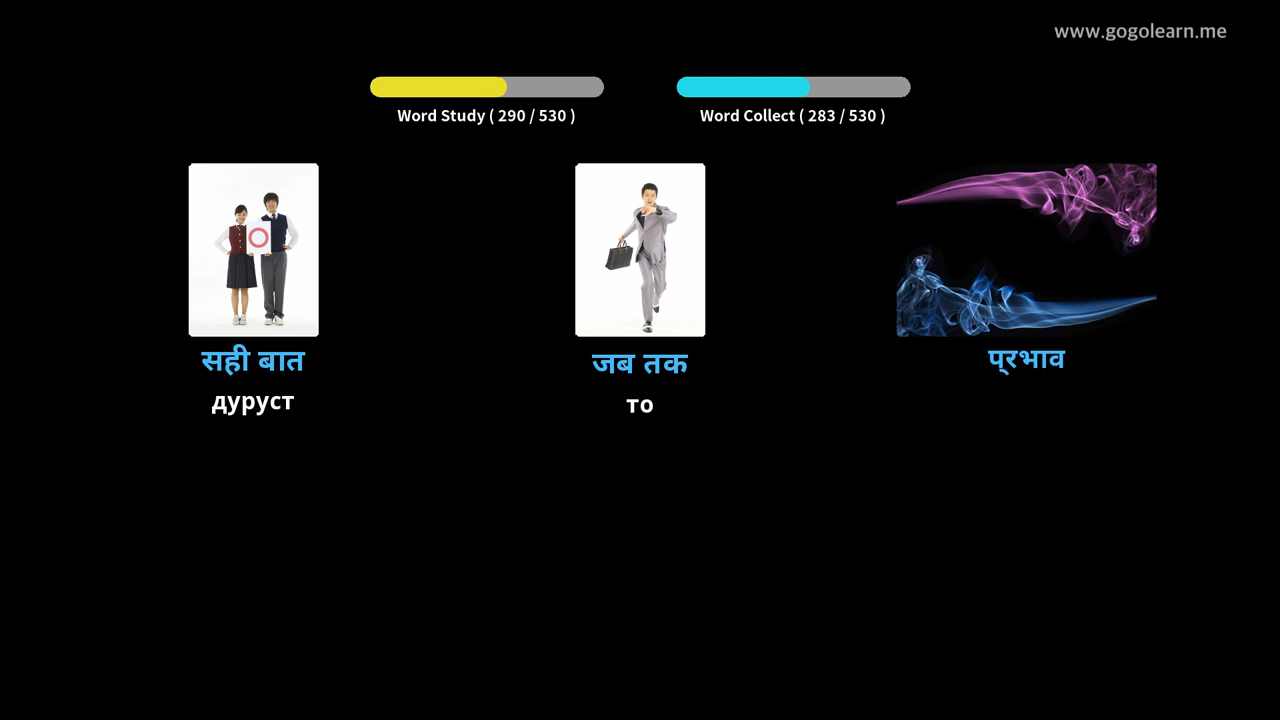 www.gogolearn.me
Word Study ( 290 / 530 )
Word Collect ( 283 / 530 )
सही बात
जब तक
प्रभाव
дуруст
то